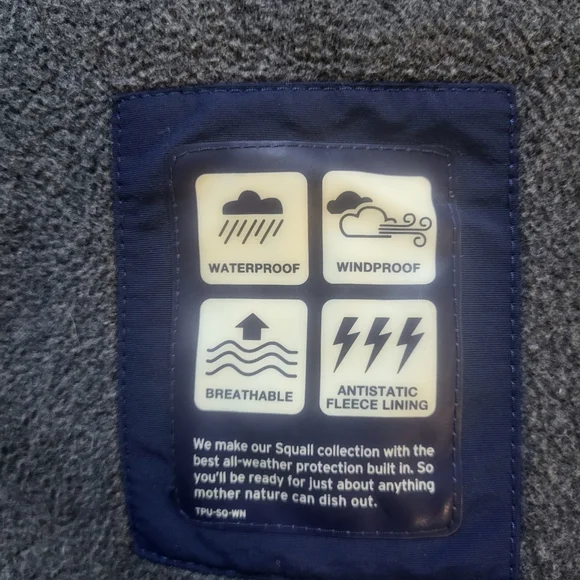 WATERPROOF
WINDPROOF
BREATHABLE
ANTISTATIC
FLEECE LINING
We make our Squall collection with the
best all-weather protection built in. So
you'll be ready for just about anything
mother nature can dish out.
TPU-SQ-WN